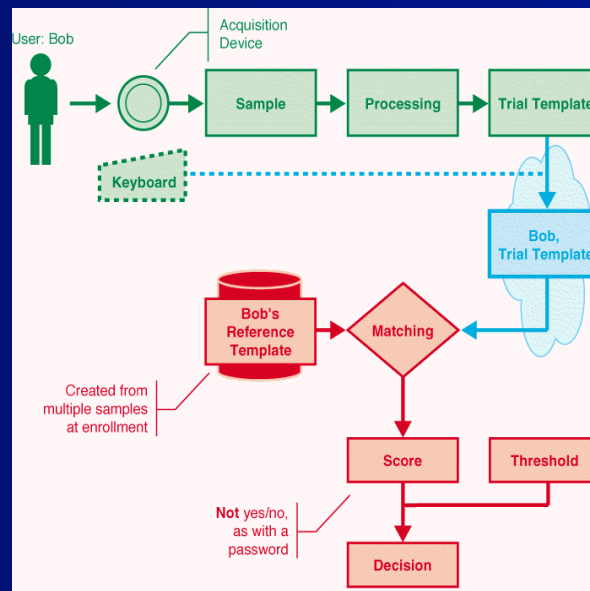 User: Bob
Acquisition
Device
Sample
Processing
Trial Template
Keyboard
Bob,
Trial Template
Bob's
Reference
Template
Matching
Created from
multiple samples
at enrollment
Score
Threshold
Not yes/no,
as with a
password
Decision